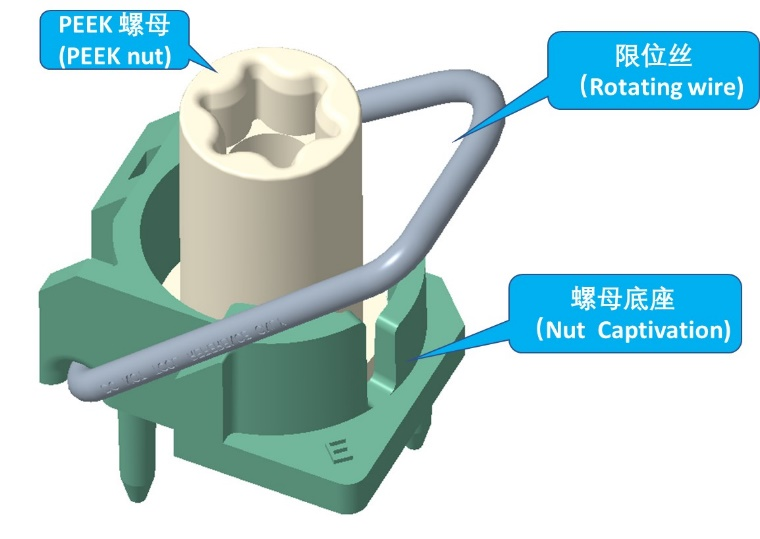 PEEK 螺母
(PEEK nut)
限位丝
（Rotating wire)
螺母底座
（Nut Captivation)
E